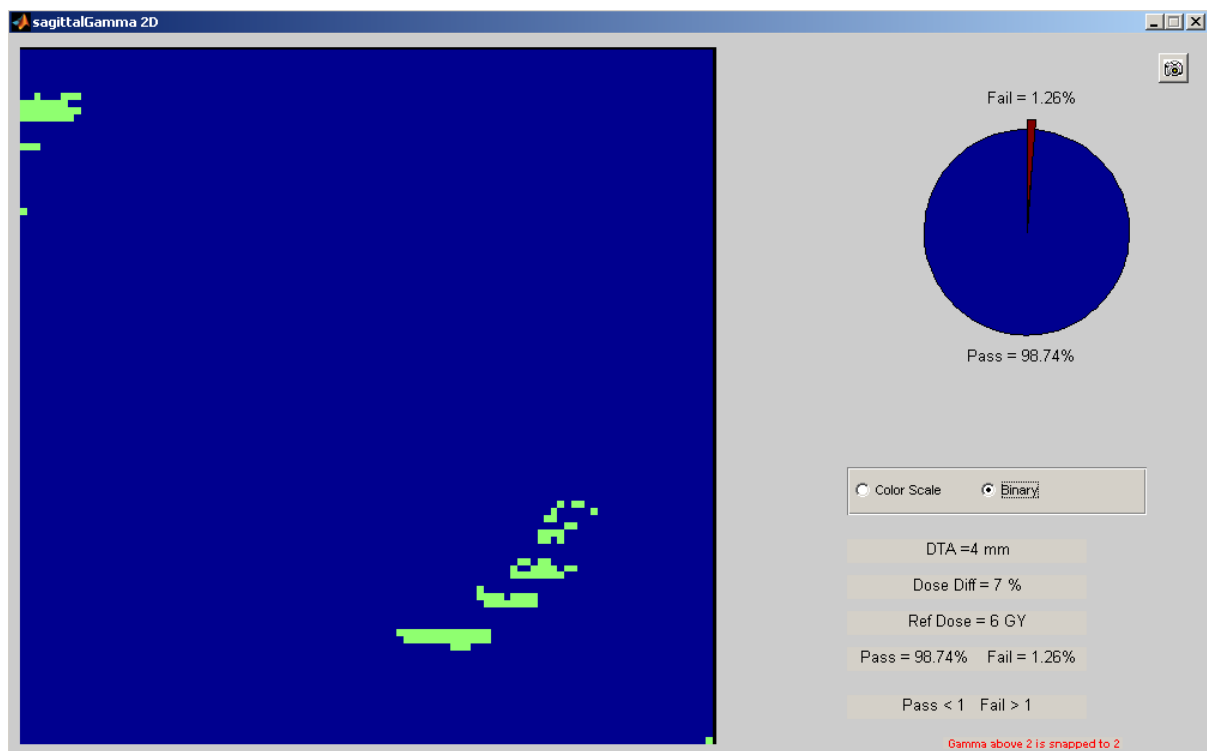 sagittalGamma 2D
Fail = 1.26%
Pass = 98.74%
Color Scale Binary
DTA =4 mm
Dose Diff = 7 %
Ref Dose = 6 GY
Pass = 98.74% Fail = 1.26%
Pass < 1 Fail > 1
Gamma above 2 is snapped to 2